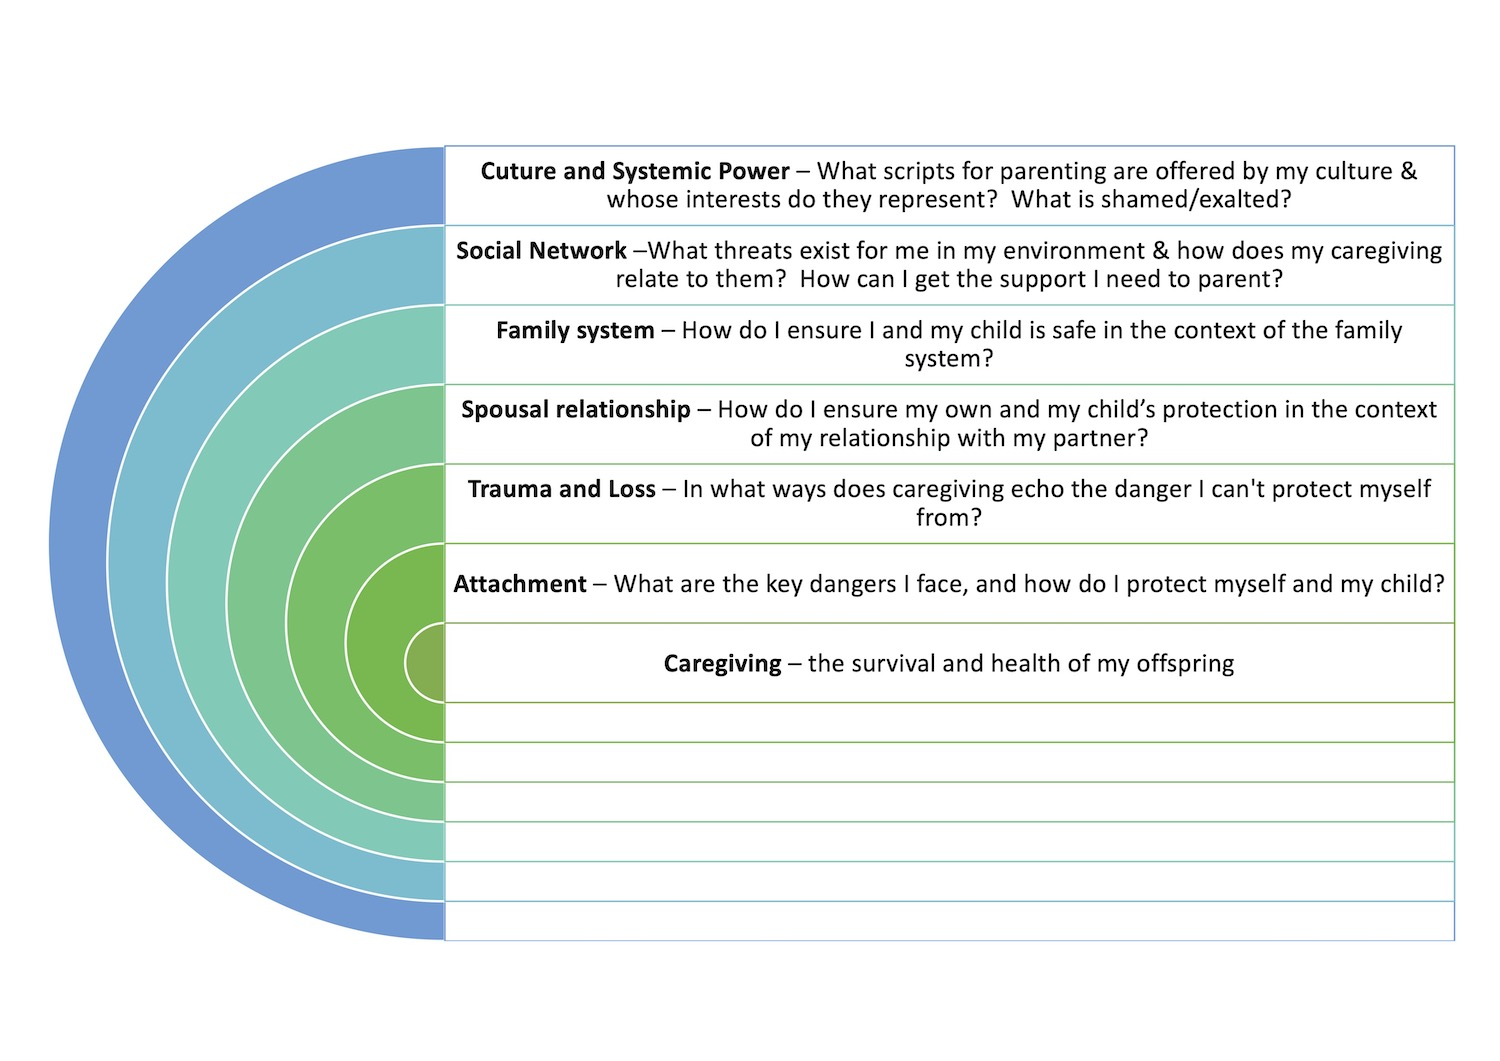 Cuture and Systemic Power – What scripts for parenting are offered by my culture &
whose interests do they represent?  What is shamed/exalted?
Social Network –What threats exist for me in my environment & how does my caregiving
relate to them?  How can I get the support I need to parent?
Family system – How do I ensure I and my child is safe in the context of the family
system?
Spousal relationship – How do I ensure my own and my child’s protection in the context
of my relationship with my partner?
Trauma and Loss – In what ways does caregiving echo the danger I can't protect myself
from?
Attachment – What are the key dangers I face, and how do I protect myself and my child?
Caregiving – the survival and health of my offspring